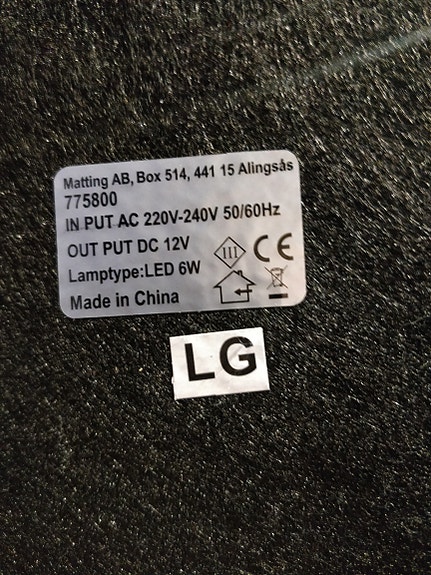 Matting AB, Box 514, 441 15 Alingsås
775800
IN PUT AC 220V-240V 50/60Hz
OUT PUT DC 12V
III CE
Lamptype:LED 6W
Made in China
LG